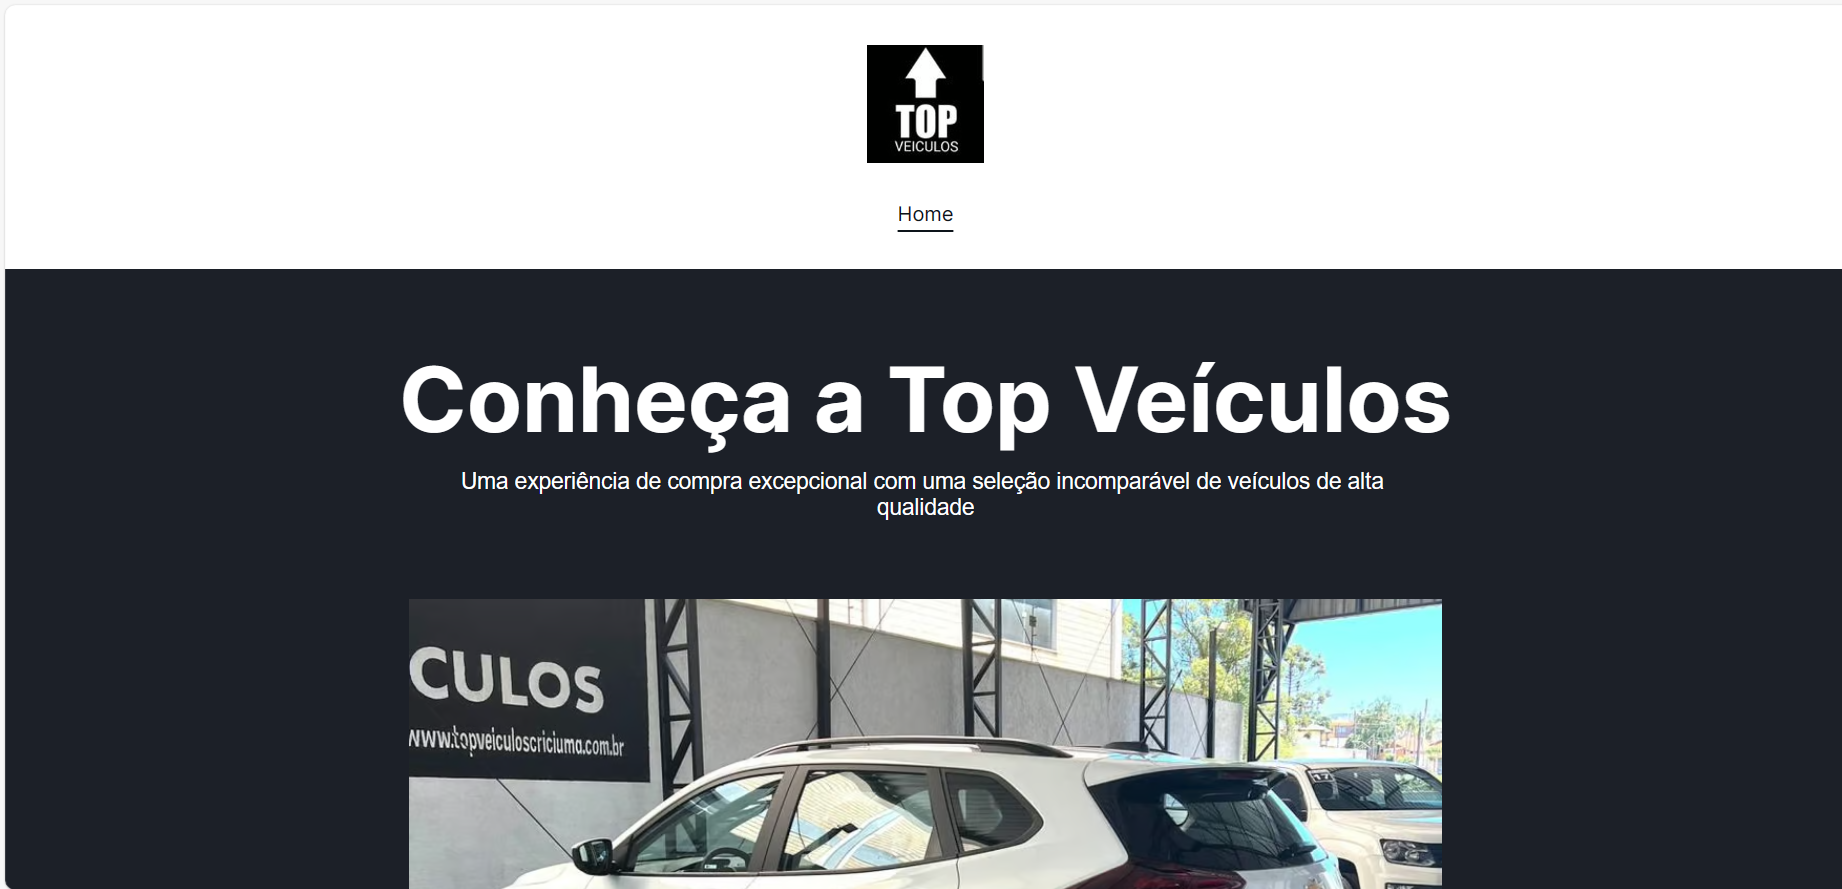 TOP
VEICULOS
Home
Conheça a Top Veículos
Uma experiência de compra excepcional com uma seleção incomparável de veículos de alta
qualidade
CULOS
www.topveiculoscriciuma.com.br
17